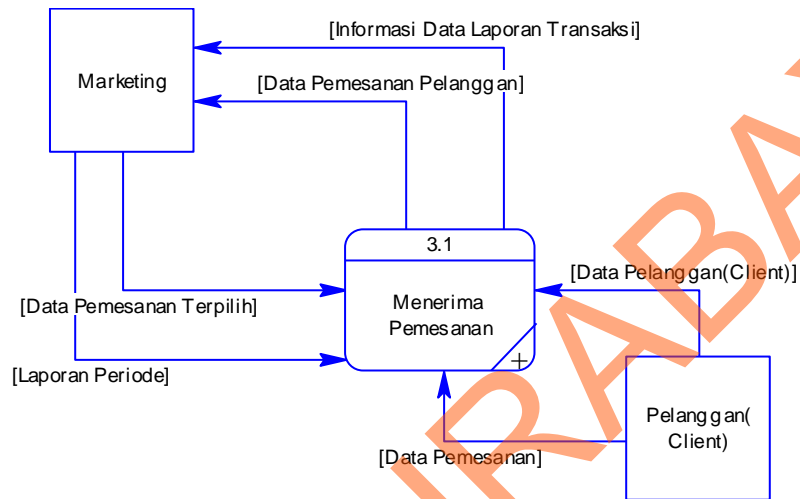 [Informasi Data Laporan Transaksi]
Marketing
[Data Pemesanan Pelanggan]
3.1
[Data Pelanggan(Client)]
[Data Pemesanan Terpilih]
Menerima
Pemesanan
+
[Laporan Periode]
Pelanggan(
Client)
[Data Pemesanan]